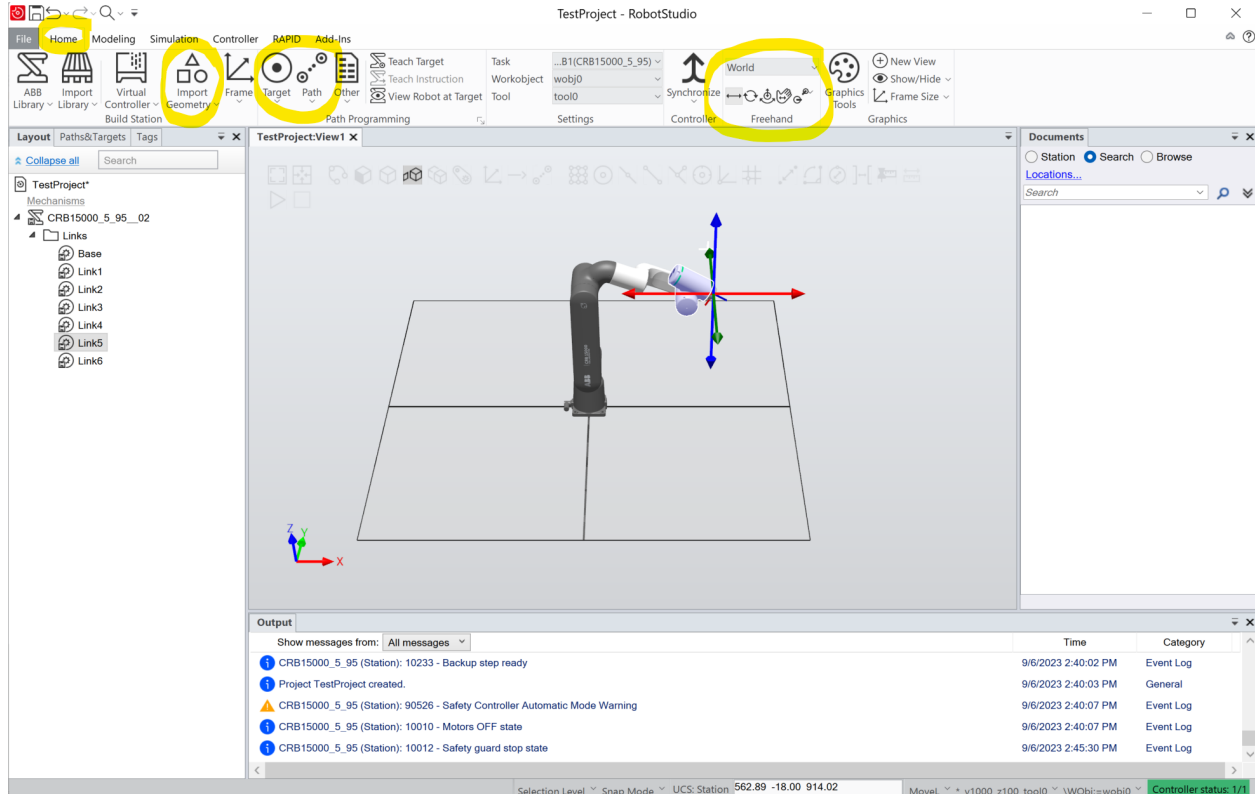 TestProject - RobotStudio
File Home Modeling Simulation Controller RAPID Add-Ins
ABB Library
Import Library
Virtual Controller
Import Geometry
Frame
Build Station
Target
Path
Other
Teach Target
Teach Instruction
View Robot at Target
Path Programming
Task ...B1(CRB15000_5_95)
Workobject wobj0
Tool tool0
Settings
Synchronize
Controller
World
Freehand
Graphics Tools
New View
Show/Hide
Frame Size
Graphics
Layout Paths&Targets Tags
Collapse all Search
TestProject*
Mechanisms
CRB15000_5_95__02
Links
Base
Link1
Link2
Link3
Link4
Link5
Link6
TestProject:View1
Z
Y
X
Documents
Station Search Browse
Locations...
Search
Output
Show messages from: All messages Time Category
CRB15000_5_95 (Station): 10233 - Backup step ready 9/6/2023 2:40:02 PM Event Log
Project TestProject created. 9/6/2023 2:40:03 PM General
CRB15000_5_95 (Station): 90526 - Safety Controller Automatic Mode Warning 9/6/2023 2:40:07 PM Event Log
CRB15000_5_95 (Station): 10010 - Motors OFF state 9/6/2023 2:40:07 PM Event Log
CRB15000_5_95 (Station): 10012 - Safety guard stop state 9/6/2023 2:45:30 PM Event Log
Selection Level Snap Mode UCS: Station 562.89 -18.00 914.02 MoveL * v1000 z100 tool0 \WObj:=wobj0 Controller status: 1/1